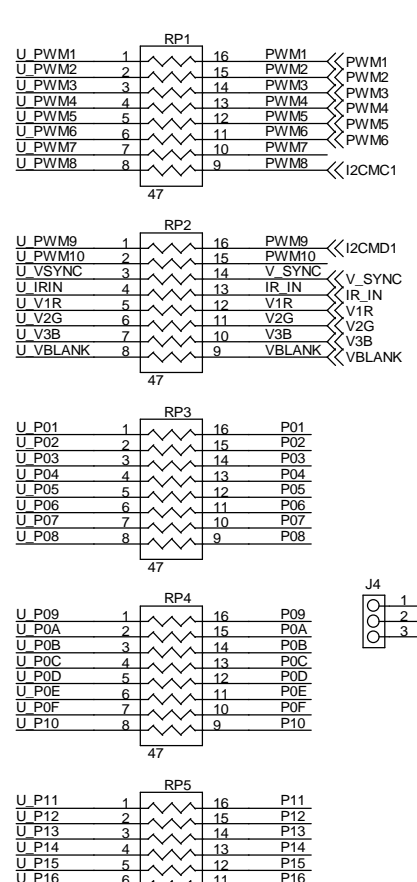 RP1
U_PWM1 1 16 PWM1 PWM1
U_PWM2 2 15 PWM2 PWM2
U_PWM3 3 14 PWM3 PWM3
U_PWM4 4 13 PWM4 PWM4
U_PWM5 5 12 PWM5 PWM5
U_PWM6 6 11 PWM6 PWM6
U_PWM7 7 10 PWM7
U_PWM8 8 9 PWM8 I2CMC1
47
RP2
U_PWM9 1 16 PWM9 I2CMD1
U_PWM10 2 15 PWM10
U_VSYNC 3 14 V_SYNC V_SYNC
U_IRIN 4 13 IR_IN IR_IN
U_V1R 5 12 V1R V1R
U_V2G 6 11 V2G V2G
U_V3B 7 10 V3B V3B
U_VBLANK 8 9 VBLANK VBLANK
47
RP3
U_P01 1 16 P01
U_P02 2 15 P02
U_P03 3 14 P03
U_P04 4 13 P04
U_P05 5 12 P05
U_P06 6 11 P06
U_P07 7 10 P07
U_P08 8 9 P08
47
RP4
U_P09 1 16 P09
U_P0A 2 15 P0A
U_P0B 3 14 P0B
U_P0C 4 13 P0C
U_P0D 5 12 P0D
U_P0E 6 11 P0E
U_P0F 7 10 P0F
U_P10 8 9 P10
47
J4
1
2
3
RP5
U_P11 1 16 P11
U_P12 2 15 P12
U_P13 3 14 P13
U_P14 4 13 P14
U_P15 5 12 P15
U_P16 6 11 P16